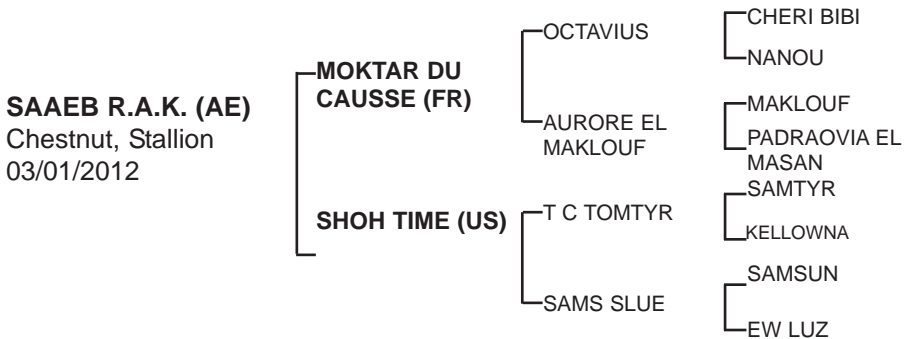 SAAEB R.A.K. (AE)
Chestnut, Stallion
03/01/2012
MOKTAR DU
CAUSSE (FR)
SHOH TIME (US)
OCTAVIUS
AURORE EL
MAKLOUF
T C TOMTYR
SAMS SLUE
CHERI BIBI
NANOU
MAKLOUF
PADRAOVIA EL
MASAN
SAMTYR
KELLOWNA
SAMSUN
EW LUZ